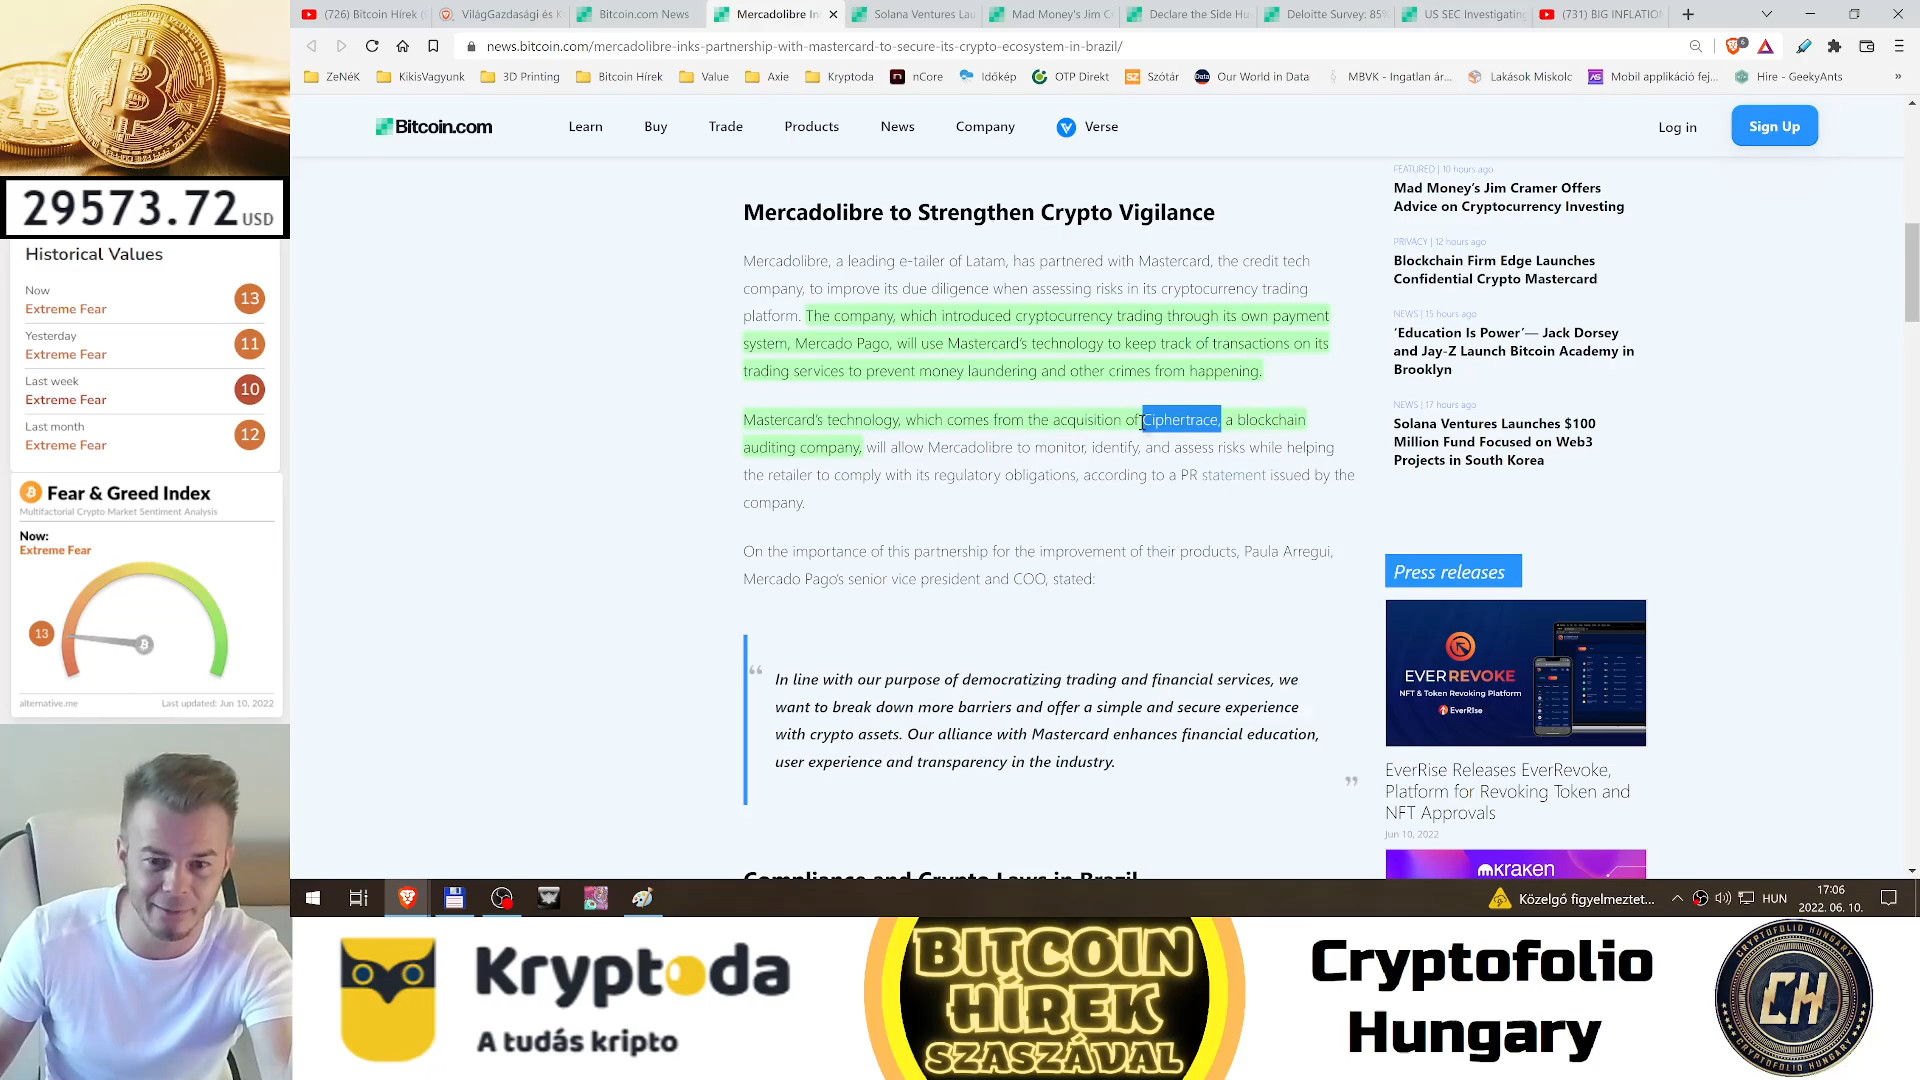 (726) Bitcoin Hírek (
VilágGazdasági és K
Bitcoin.com News
Mercadolibre In
Solana Ventures Lau
Mad Money's Jim C
Declare the Side Hu
Deloitte Survey: 85%
US SEC Investigating
(731) BIG INFLATION
news.bitcoin.com/mercadolibre-inks-partnership-with-mastercard-to-secure-its-crypto-ecosystem-in-brazil/
ZeNéK
KikisVagyunk
3D Printing
Bitcoin Hírek
Value
Axie
Kryptoda
nCore
Időkép
OTP Direkt
Szótár
Our World in Data
MBVK - Ingatlan ár...
Lakások Miskolc
Mobil applikáció fej...
Hire - GeekyAnts
Bitcoin.com
Learn
Buy
Trade
Products
News
Company
Verse
Log in
Sign Up
29573.72 USD
Historical Values
Now
Extreme Fear
13
Yesterday
Extreme Fear
11
Last week
Extreme Fear
10
Last month
Extreme Fear
12
Fear & Greed Index
Multifactorial Crypto Market Sentiment Analysis
Now:
Extreme Fear
13
alternative.me
Last updated: Jun 10, 2022
Mercadolibre to Strengthen Crypto Vigilance
Mercadolibre, a leading e-tailer of Latam, has partnered with Mastercard, the credit tech
company, to improve its due diligence when assessing risks in its cryptocurrency trading
platform. The company, which introduced cryptocurrency trading through its own payment
system, Mercado Pago, will use Mastercard's technology to keep track of transactions on its
trading services to prevent money laundering and other crimes from happening.
Mastercard's technology, which comes from the acquisition of Ciphertrace, a blockchain
auditing company, will allow Mercadolibre to monitor, identify, and assess risks while helping
the retailer to comply with its regulatory obligations, according to a PR statement issued by the
company.
On the importance of this partnership for the improvement of their products, Paula Arregui,
Mercado Pago's senior vice president and COO, stated:
“ In line with our purpose of democratizing trading and financial services, we
want to break down more barriers and offer a simple and secure experience
with crypto assets. Our alliance with Mastercard enhances financial education,
user experience and transparency in the industry. ”
Compliance and Crypto Laws in Brazil
FEATURED | 10 hours ago
Mad Money's Jim Cramer Offers
Advice on Cryptocurrency Investing
PRIVACY | 12 hours ago
Blockchain Firm Edge Launches
Confidential Crypto Mastercard
NEWS | 15 hours ago
‘Education Is Power’— Jack Dorsey
and Jay-Z Launch Bitcoin Academy in
Brooklyn
NEWS | 17 hours ago
Solana Ventures Launches $100
Million Fund Focused on Web3
Projects in South Korea
Press releases
EVERREVOKE
NFT & Token Revoking Platform
EverRise
EverRise Releases EverRevoke,
Platform for Revoking Token and
NFT Approvals
Jun 10, 2022
KRAKEN
Közelgő figyelmeztet...
HUN
17:06
2022. 06. 10.
Kryptoda
A tudás kripto
BITCOIN
HÍREK
SZASZÁVAL
Cryptofolio
Hungary
CRYPTOFOLIO HUNGARY
CH
CRYPTOFOLIO HUNGARY